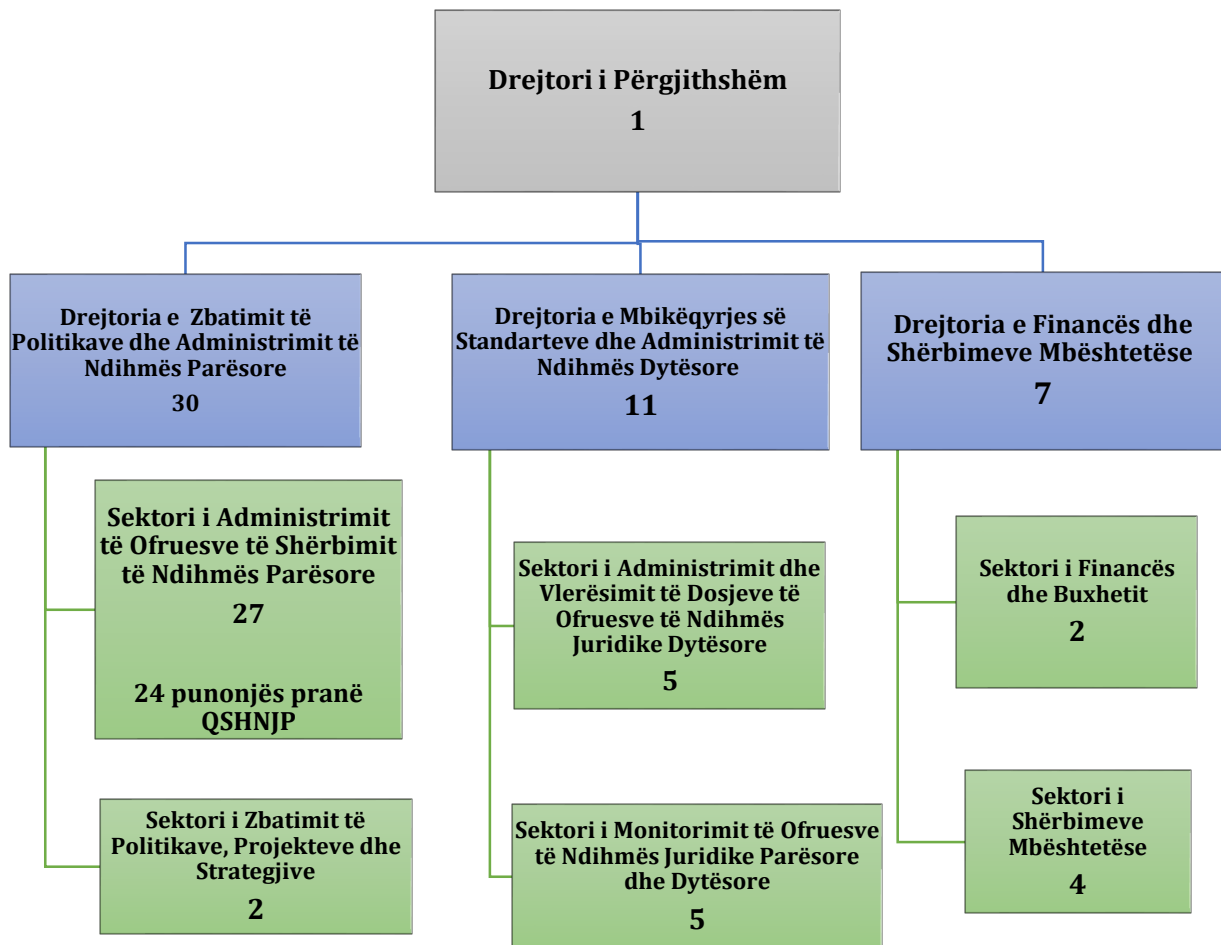 Drejtori i Përgjithshëm
1
Drejtoria e Zbatimit të
Politikave dhe Administrimit të
Ndihmës Parësore
30
Drejtoria e Mbikëqyrjes së
Standarteve dhe Administrimit të
Ndihmës Dytësore
11
Drejtoria e Financës dhe
Shërbimeve Mbështetëse
7
Sektori i Administrimit
të Ofruesve të Shërbimit
të Ndihmës Parësore
27
24 punonjës pranë
QSHNJP
Sektori i Zbatimit të
Politikave, Projekteve dhe
Strategjive
2
Sektori i Administrimit dhe
Vlerësimit të Dosjeve të
Ofruesve të Ndihmës
Juridike Dytësore
5
Sektori i Monitorimit të Ofruesve
të Ndihmës Juridike Parësore
dhe Dytësore
5
Sektori i Financës
dhe Buxhetit
2
Sektori i
Shërbimeve
Mbështetëse
4